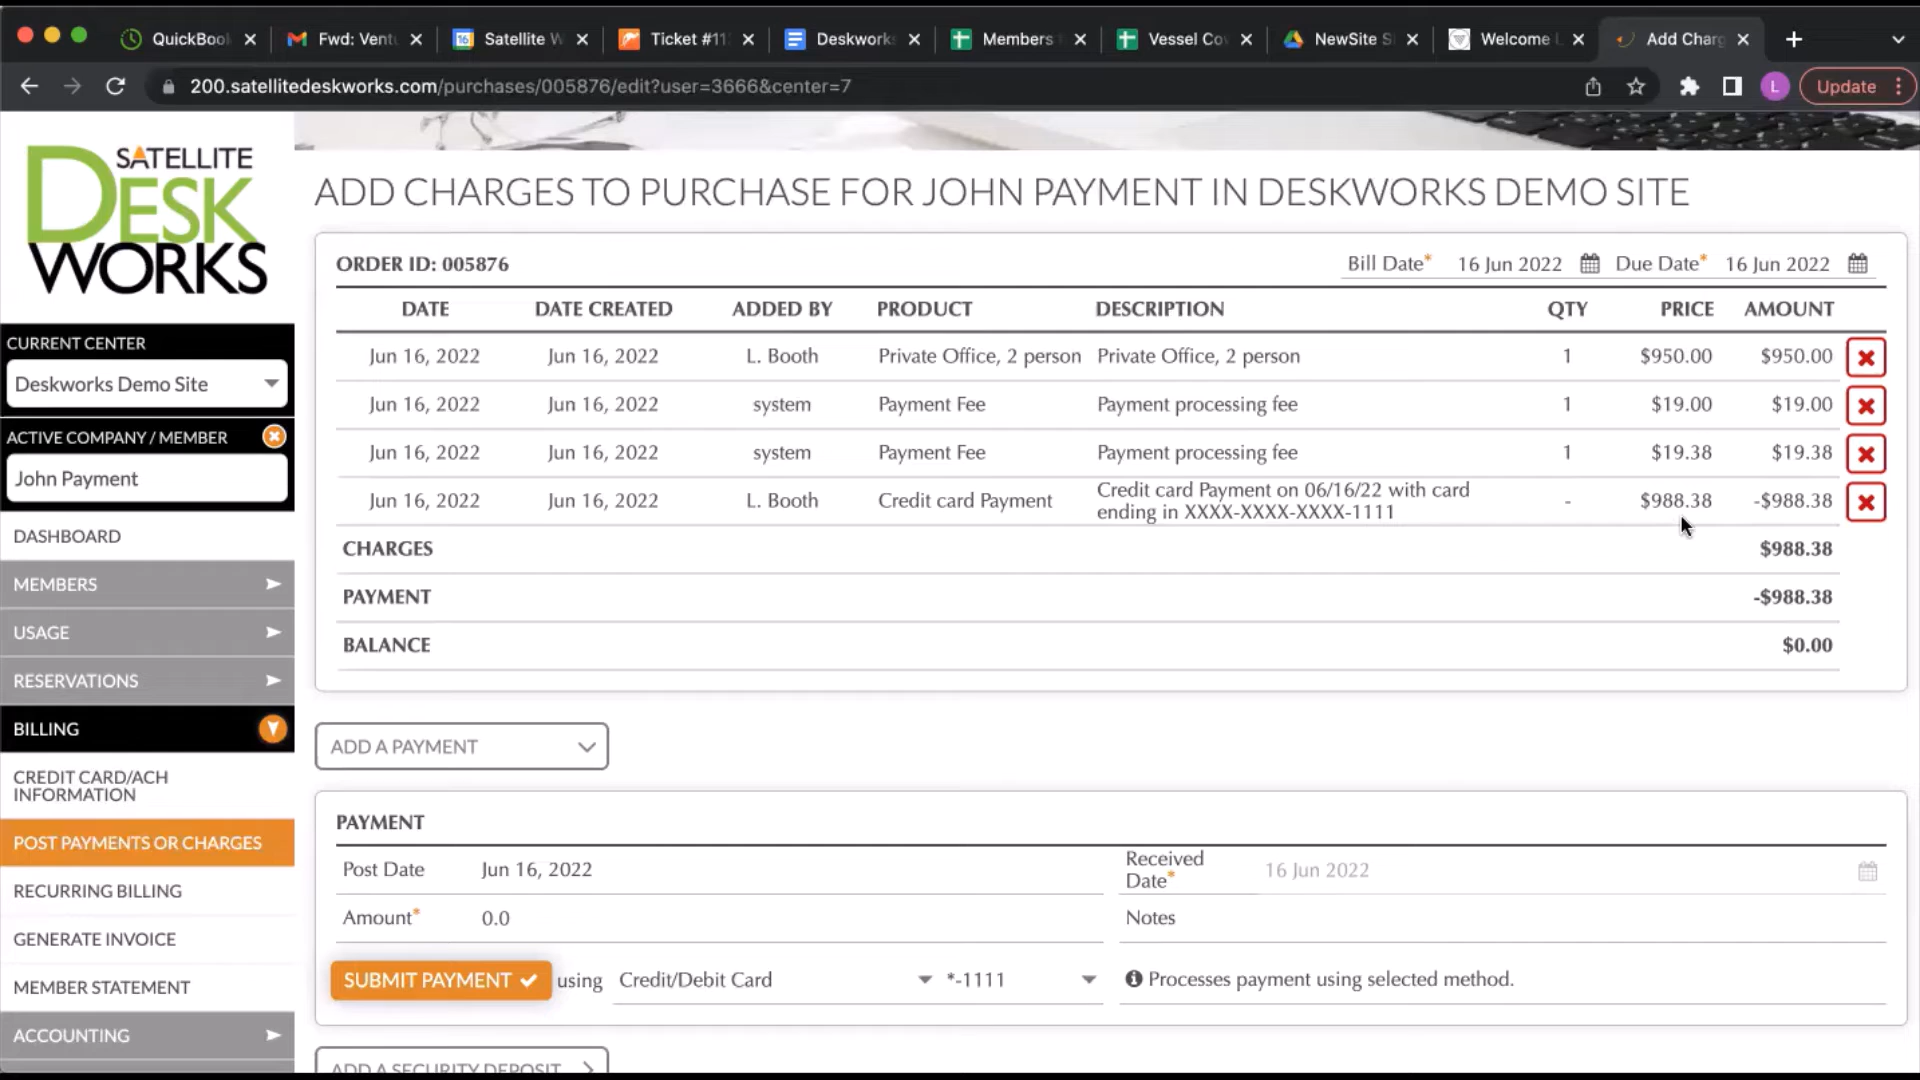 QuickBool
Fwd: Vent
Satellite W
Ticket #11
Deskworks
Members
Vessel Co
NewSite S
Welcome
Add Charg
200.satellitedeskworks.com/purchases/005876/edit?user=3666&center=7
L
Update
SATELLITE
DESK
WORKS
CURRENT CENTER
Deskworks Demo Site
ACTIVE COMPANY / MEMBER
John Payment
DASHBOARD
MEMBERS
USAGE
RESERVATIONS
BILLING
CREDIT CARD/ACH
INFORMATION
POST PAYMENTS OR CHARGES
RECURRING BILLING
GENERATE INVOICE
MEMBER STATEMENT
ACCOUNTING
ADD CHARGES TO PURCHASE FOR JOHN PAYMENT IN DESKWORKS DEMO SITE
ORDER ID: 005876 Bill Date* 16 Jun 2022 Due Date* 16 Jun 2022
DATE DATE CREATED ADDED BY PRODUCT DESCRIPTION QTY PRICE AMOUNT
Jun 16, 2022 Jun 16, 2022 L. Booth Private Office, 2 person Private Office, 2 person 1 $950.00 $950.00
Jun 16, 2022 Jun 16, 2022 system Payment Fee Payment processing fee 1 $19.00 $19.00
Jun 16, 2022 Jun 16, 2022 system Payment Fee Payment processing fee 1 $19.38 $19.38
Jun 16, 2022 Jun 16, 2022 L. Booth Credit card Payment Credit card Payment on 06/16/22 with card - $988.38 -$988.38
ending in XXXX-XXXX-XXXX-1111
CHARGES $988.38
PAYMENT -$988.38
BALANCE $0.00
ADD A PAYMENT
PAYMENT
Post Date Jun 16, 2022 Received
Date* 16 Jun 2022
Amount* 0.0 Notes
SUBMIT PAYMENT using Credit/Debit Card *-1111 Processes payment using selected method.
ADD A SECURITY DEPOSIT